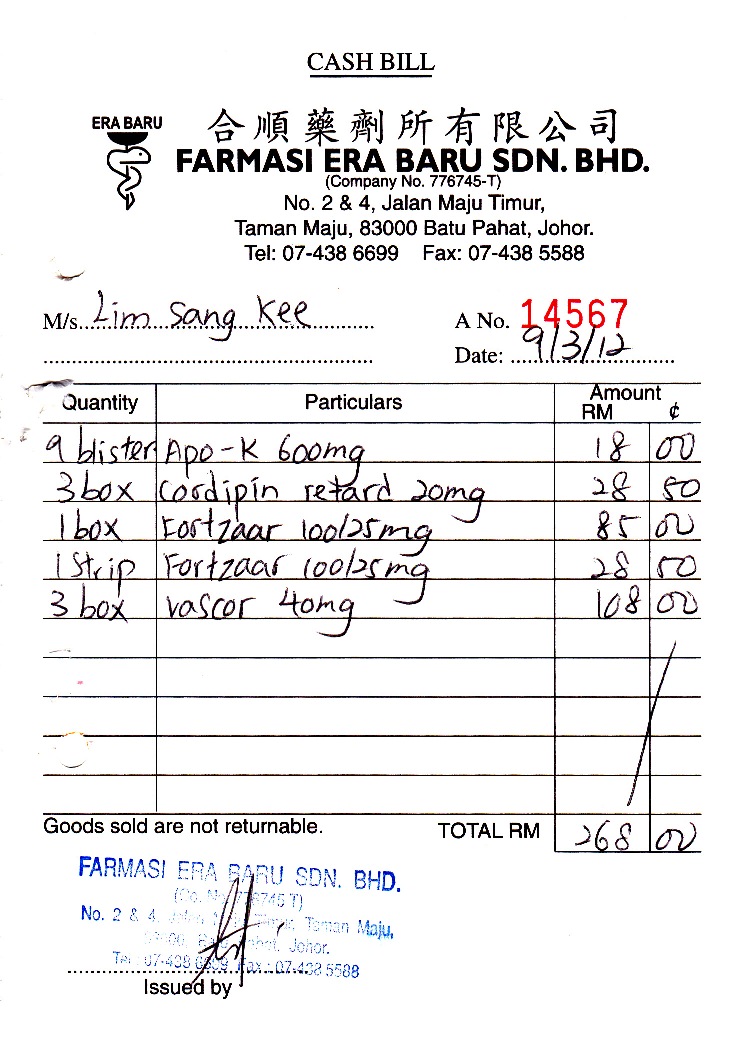 CASH BILL
ERA BARU
合順藥劑所有限公司
FARMASI ERA BARU SDN. BHD.
(Company No. 776745-T)
No. 2 & 4, Jalan Maju Timur,
Taman Maju, 83000 Batu Pahat, Johor.
Tel: 07-438 6699 Fax: 07-438 5588
M/s. Lim Sang Kee
A No. 14567
Date: 9/3/12
Quantity Particulars Amount
RM ¢
9 blister Apo-K 600mg 18 00
3 box Cordipin retard 20mg 28 50
1 box Fortzaar 100/25mg 85 00
1 Strip Fortzaar 100/25mg 28 50
3 box vascor 40mg 108 00
Goods sold are not returnable. TOTAL RM 268 00
FARMASI ERA BARU SDN. BHD.
(Co. No. 776745 T)
No. 2 & 4, Jalan Maju Timur, Taman Maju,
Batu Pahat, Johor.
Tel: 07-438 6699 Fax: 07-438 5588
Issued by